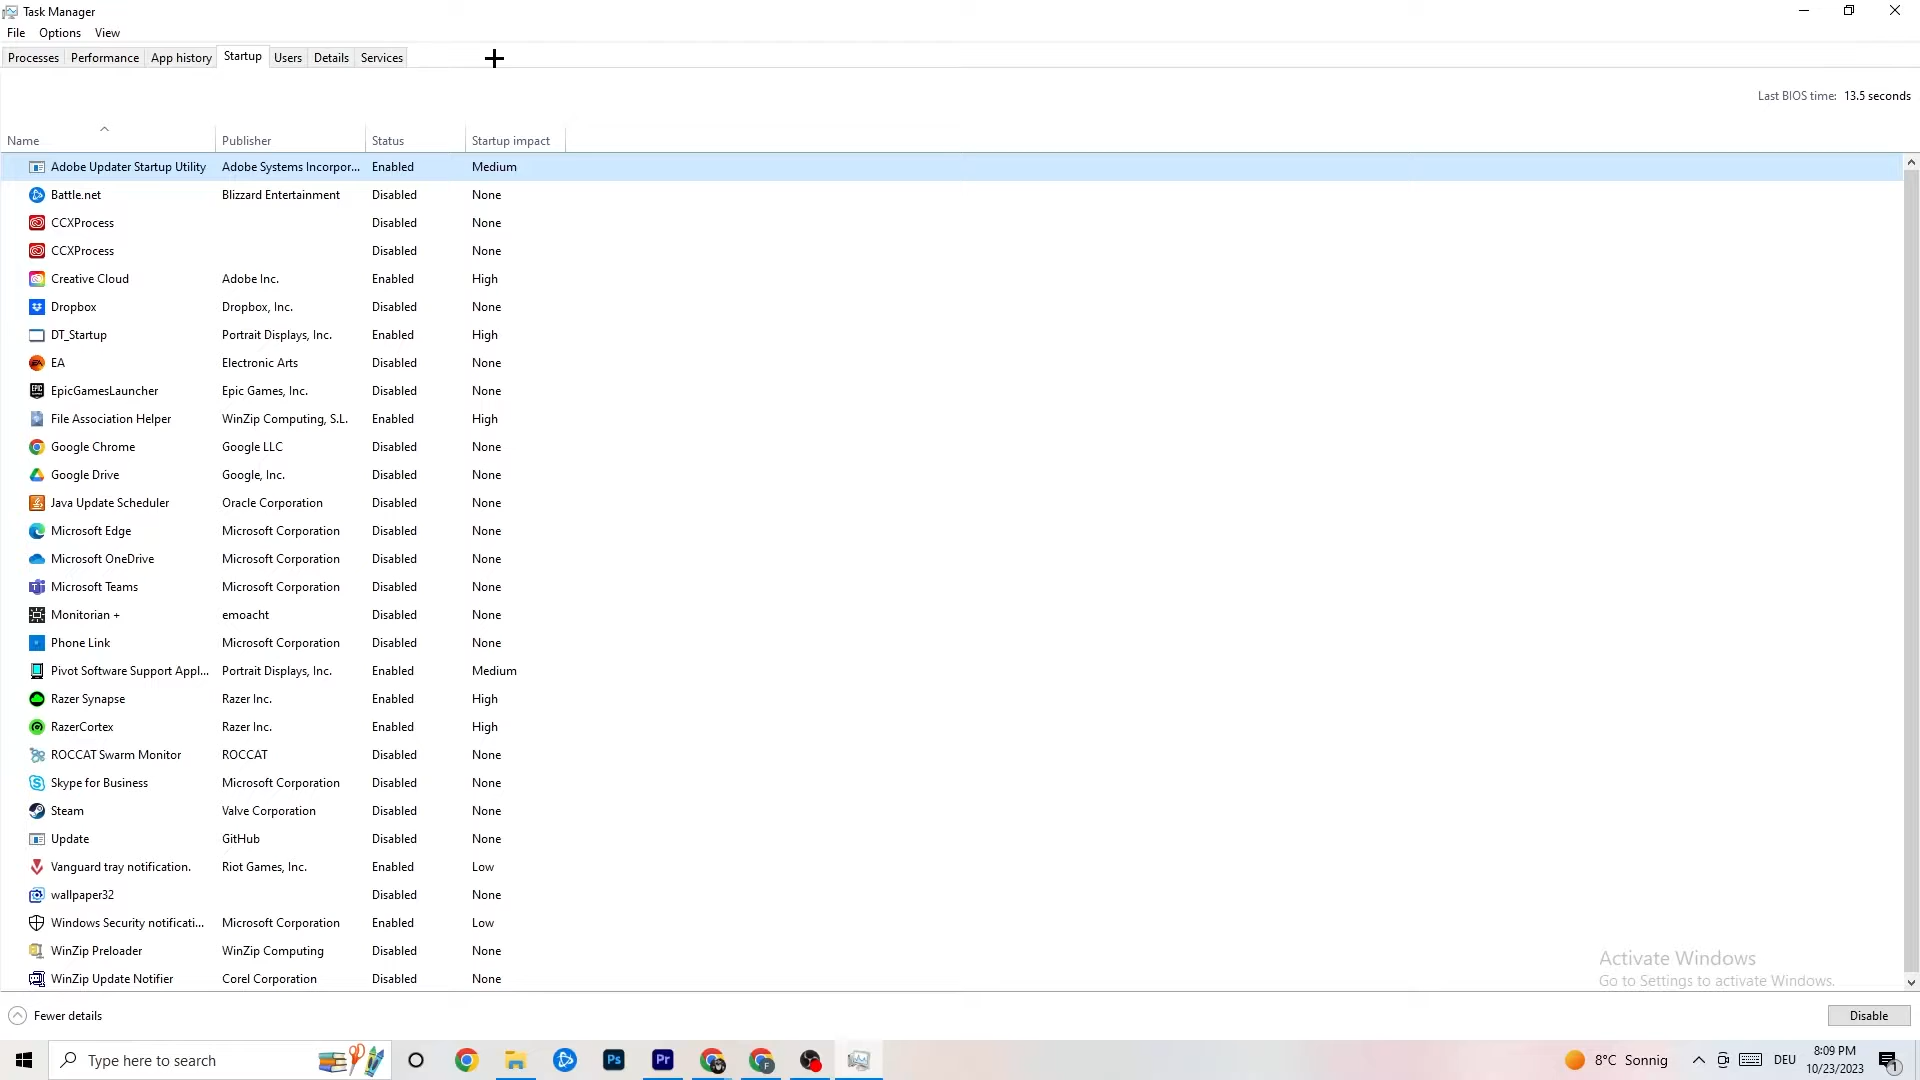 Task Manager
File Options View
Processes Performance App history Startup Users Details Services
Last BIOS time: 13.5 seconds
Name Publisher Status Startup impact
Adobe Updater Startup Utility Adobe Systems Incorpor... Enabled Medium
Battle.net Blizzard Entertainment Disabled None
CCXProcess Disabled None
CCXProcess Disabled None
Creative Cloud Adobe Inc. Enabled High
Dropbox Dropbox, Inc. Disabled None
DT_Startup Portrait Displays, Inc. Enabled High
EA Electronic Arts Disabled None
EpicGamesLauncher Epic Games, Inc. Disabled None
File Association Helper WinZip Computing, S.L. Enabled High
Google Chrome Google LLC Disabled None
Google Drive Google, Inc. Disabled None
Java Update Scheduler Oracle Corporation Disabled None
Microsoft Edge Microsoft Corporation Disabled None
Microsoft OneDrive Microsoft Corporation Disabled None
Microsoft Teams Microsoft Corporation Disabled None
Monitorian + emoacht Disabled None
Phone Link Microsoft Corporation Disabled None
Pivot Software Support Appl... Portrait Displays, Inc. Enabled Medium
Razer Synapse Razer Inc. Enabled High
RazerCortex Razer Inc. Enabled High
ROCCAT Swarm Monitor ROCCAT Disabled None
Skype for Business Microsoft Corporation Disabled None
Steam Valve Corporation Disabled None
Update GitHub Disabled None
Vanguard tray notification. Riot Games, Inc. Enabled Low
wallpaper32 Disabled None
Windows Security notificati... Microsoft Corporation Enabled Low
WinZip Preloader WinZip Computing Disabled None
WinZip Update Notifier Corel Corporation Disabled None
Activate Windows
Go to Settings to activate Windows.
Fewer details Disable
Type here to search Ps Pr F 8°C Sonnig DEU 8:09 PM
10/23/2023 1